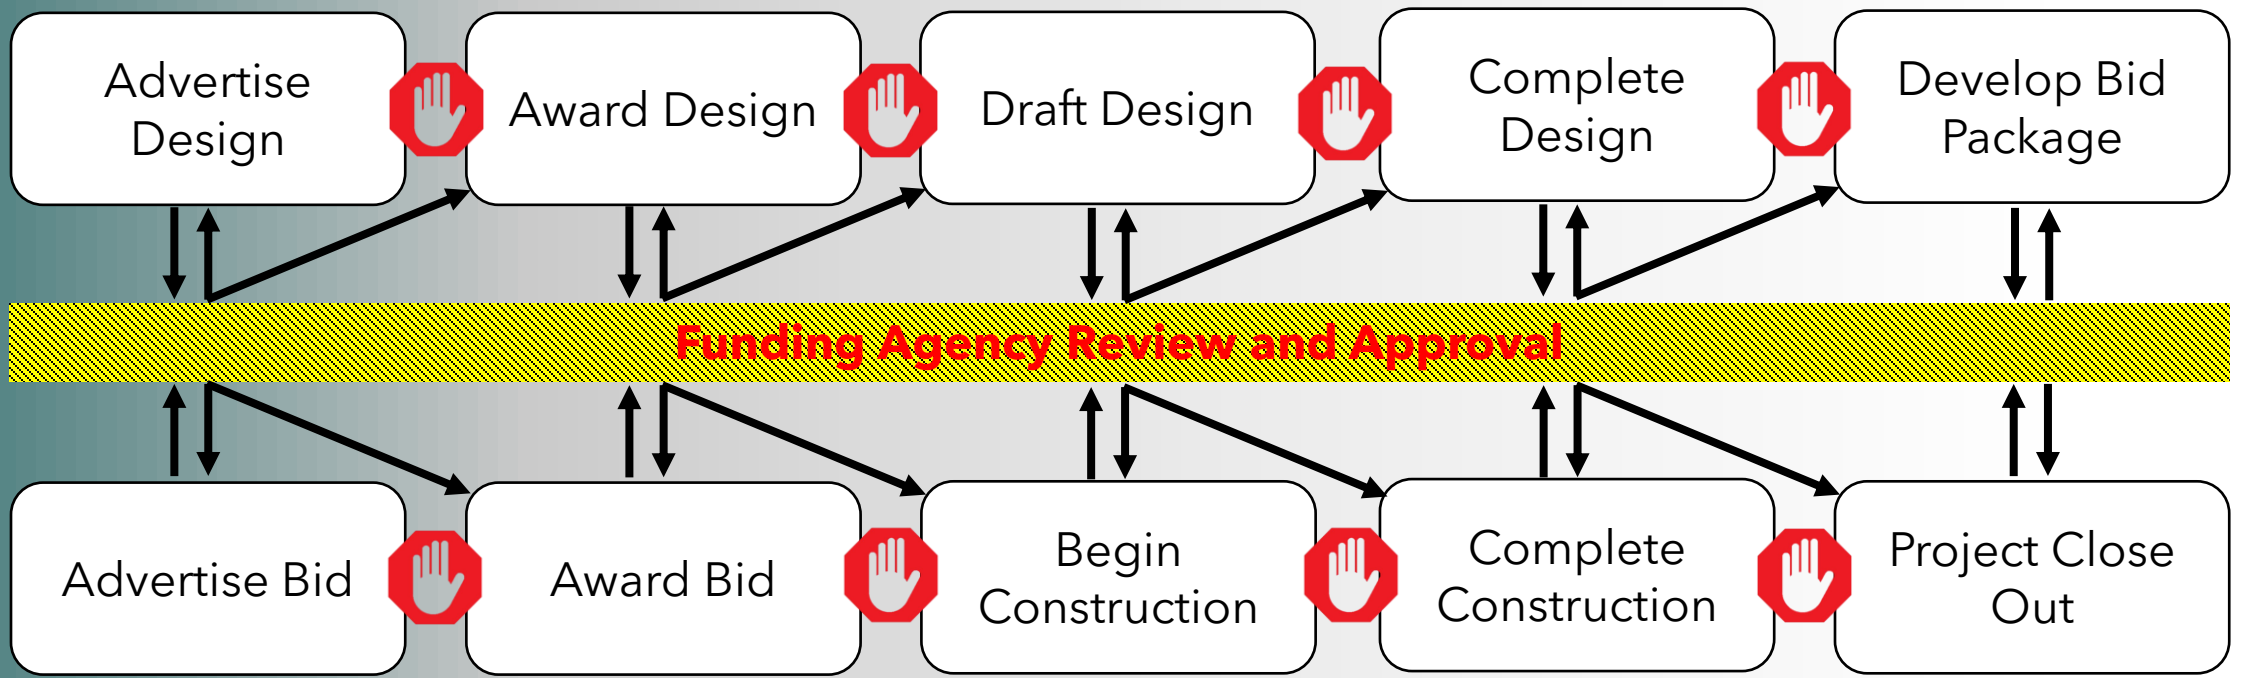 Advertise
Design
Award Design
Draft Design
Complete
Design
Develop Bid
Package
Funding Agency Review and Approval
Advertise Bid
Award Bid
Begin
Construction
Complete
Construction
Project Close
Out